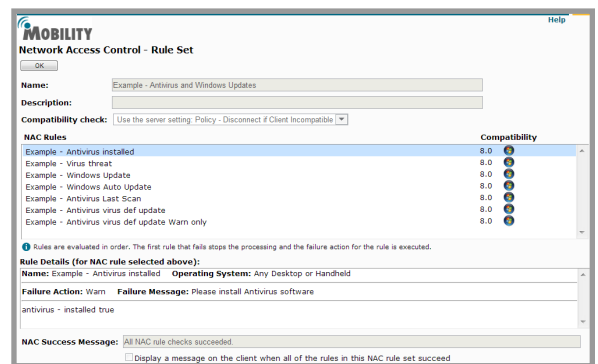 Help
MOBILITY
Network Access Control - Rule Set
OK
Name: Example - Antivirus and Windows Updates
Description:
Compatibility check: Use the server setting: Policy - Disconnect if Client Incompatible
NAC Rules Compatibility
Example - Antivirus installed 8.0
Example - Virus threat 8.0
Example - Windows Update 8.0
Example - Windows Auto Update 8.0
Example - Antivirus Last Scan 8.0
Example - Antivirus virus def update 8.0
Example - Antivirus virus def update Warn only 8.0
Rules are evaluated in order. The first rule that fails stops the processing and the failure action for the rule is executed.
Rule Details (for NAC rule selected above):
Name: Example - Antivirus installed Operating System: Any Desktop or Handheld
Failure Action: Warn Failure Message: Please install Antivirus software
antivirus - installed true
NAC Success Message: All NAC rule checks succeeded.
Display a message on the client when all of the rules in this NAC rule set succeed